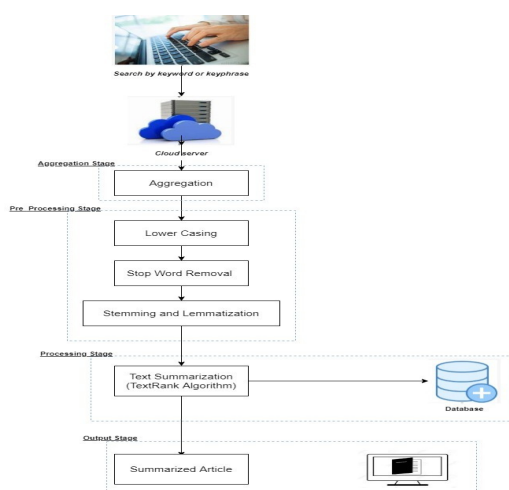 Search by keyword or keyphrase
Cloud server
Aggregation Stage
Aggregation
Pre Processing Stage
Lower Casing
Stop Word Removal
Stemming and Lemmatization
Processing Stage
Text Summarization
(TextRank Algorithm)
Database
Output Stage
Summarized Article